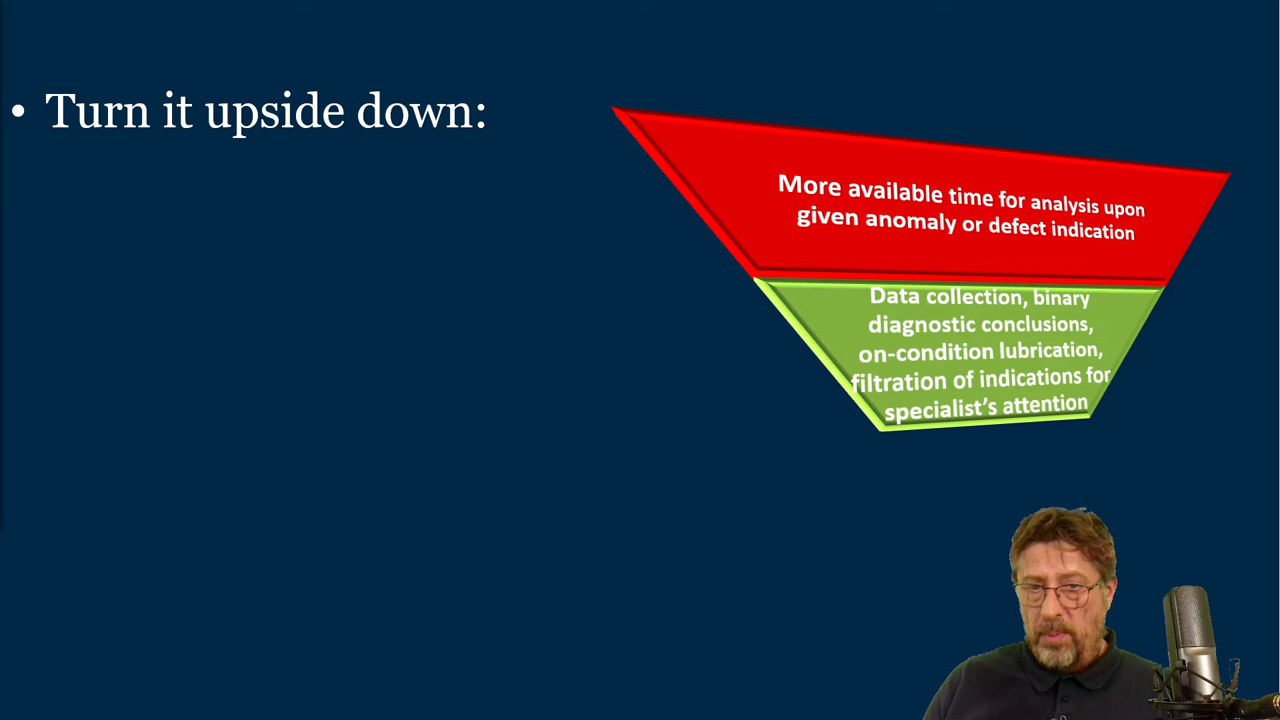 • Turn it upside down:
More available time for analysis upon
given anomaly or defect indication
Data collection, binary
diagnostic conclusions,
on-condition lubrication,
filtration of indications for
specialist’s attention